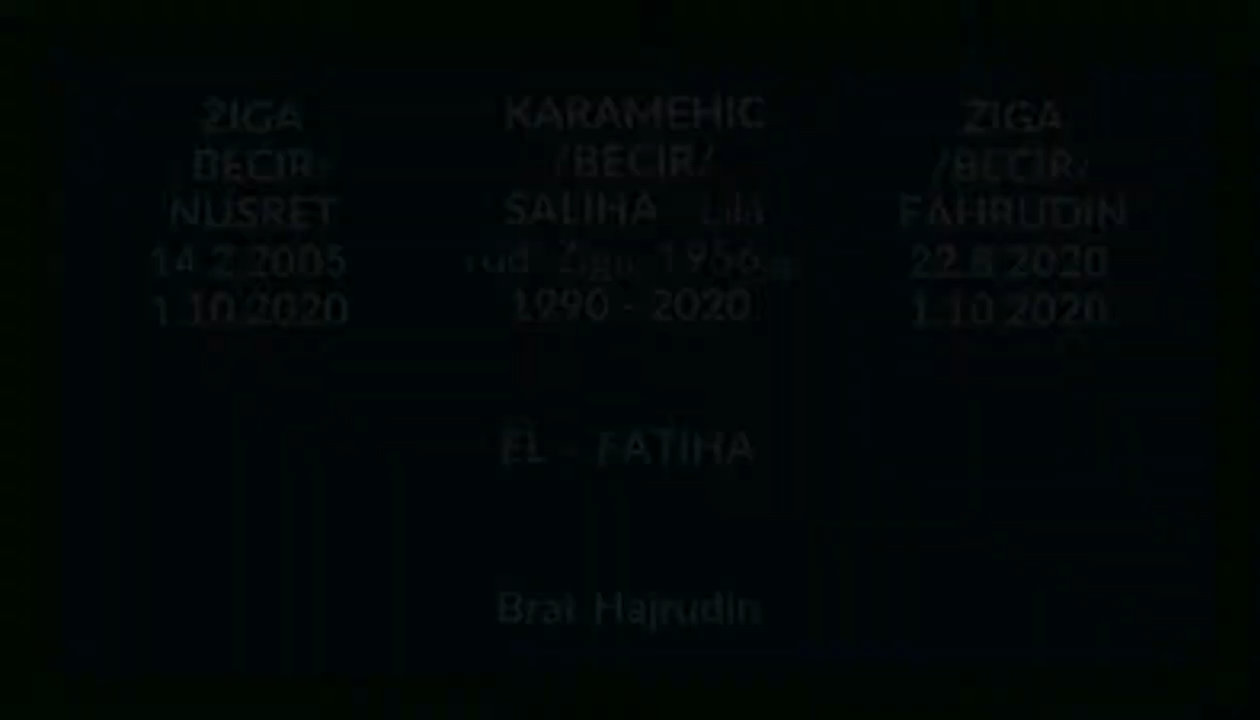 ZIGA
BECIR
NUSRET
14.2.2005
1.10.2020
KARAMEHIC
/BECIR/
SALIHA
1956.
1990 - 2020
ZIGA
/BECIR/
FAHRUDIN
22.8.2020
1.10.2020.
EL - FATIHA
Brat Hajrudin